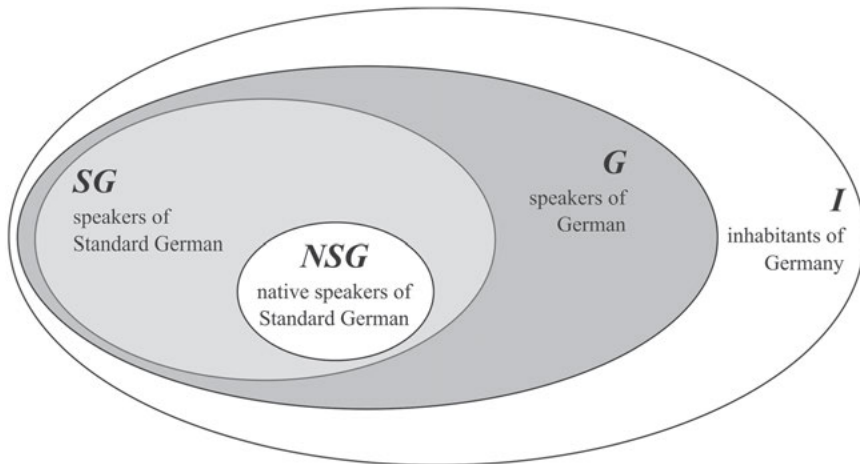 SG
speakers of
Standard German
NSG
native speakers of
Standard German
G
speakers of
German
I
inhabitants of
Germany